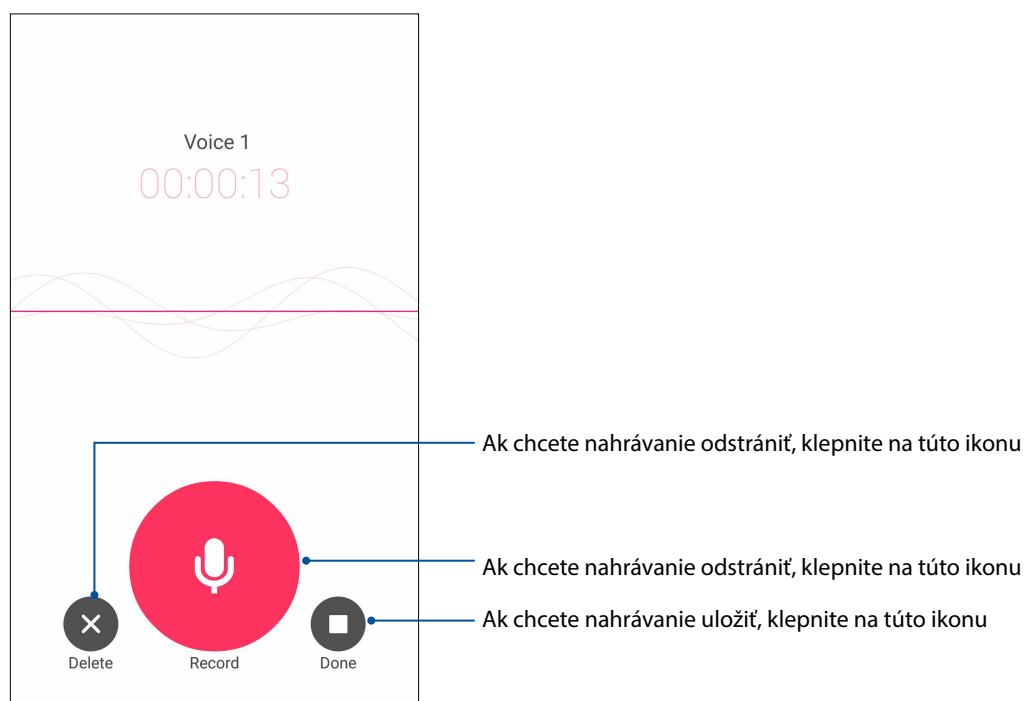 Voice 1
00:00:13
Ak chcete nahrávanie odstrániť, klepnite na túto ikonu
Ak chcete nahrávanie odstrániť, klepnite na túto ikonu
Ak chcete nahrávanie uložiť, klepnite na túto ikonu
Delete
Record
Done